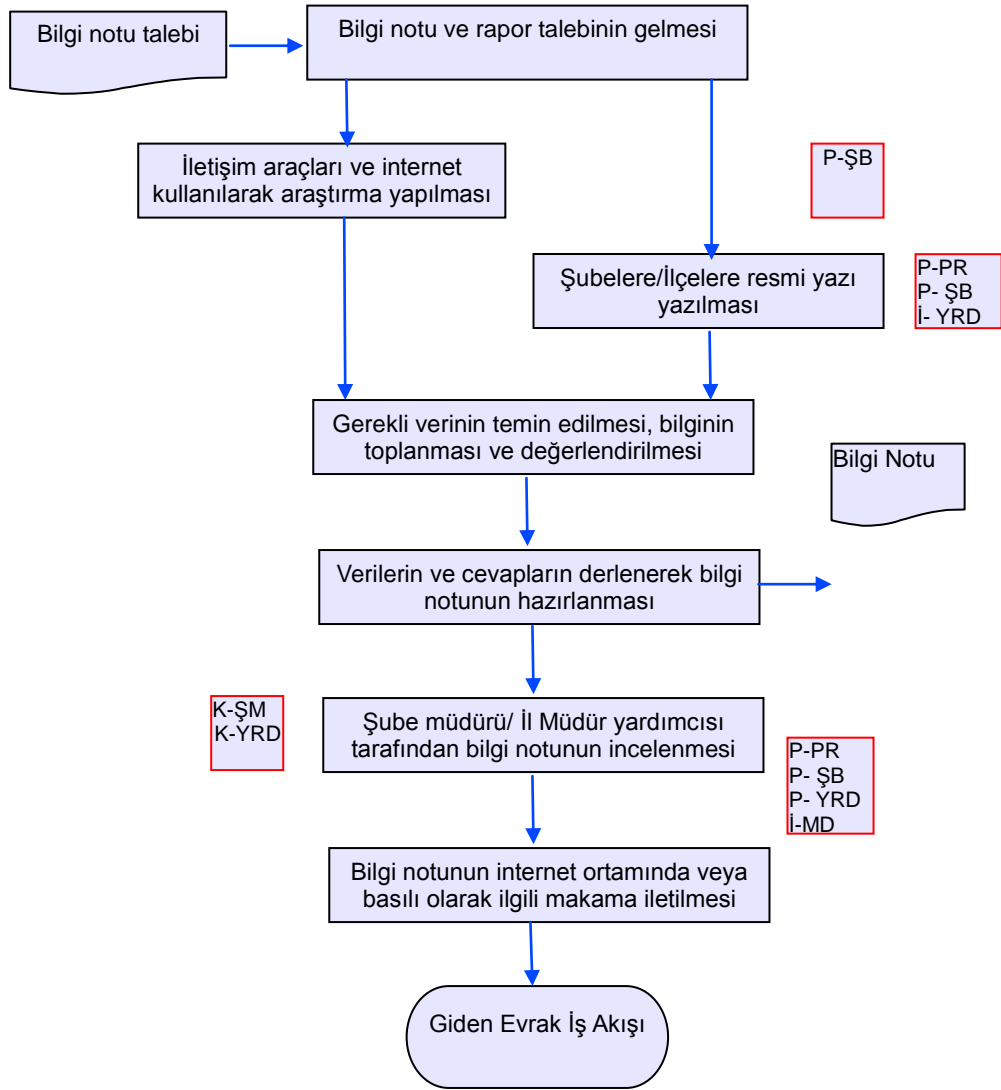 Bilgi notu talebi
Bilgi notu ve rapor talebinin gelmesi
İletişim araçları ve internet
kullanılarak araştırma yapılması
P-ŞB
Şubelere/İlçelere resmi yazı
yazılması
P-PR
P- ŞB
İ- YRD
Gerekli verinin temin edilmesi, bilginin
toplanması ve değerlendirilmesi
Bilgi Notu
Verilerin ve cevapların derlenerek bilgi
notunun hazırlanması
K-ŞM
K-YRD
Şube müdürü/ İl Müdür yardımcısı
tarafından bilgi notunun incelenmesi
P-PR
P- ŞB
P- YRD
İ-MD
Bilgi notunun internet ortamında veya
basılı olarak ilgili makama iletilmesi
Giden Evrak İş Akışı